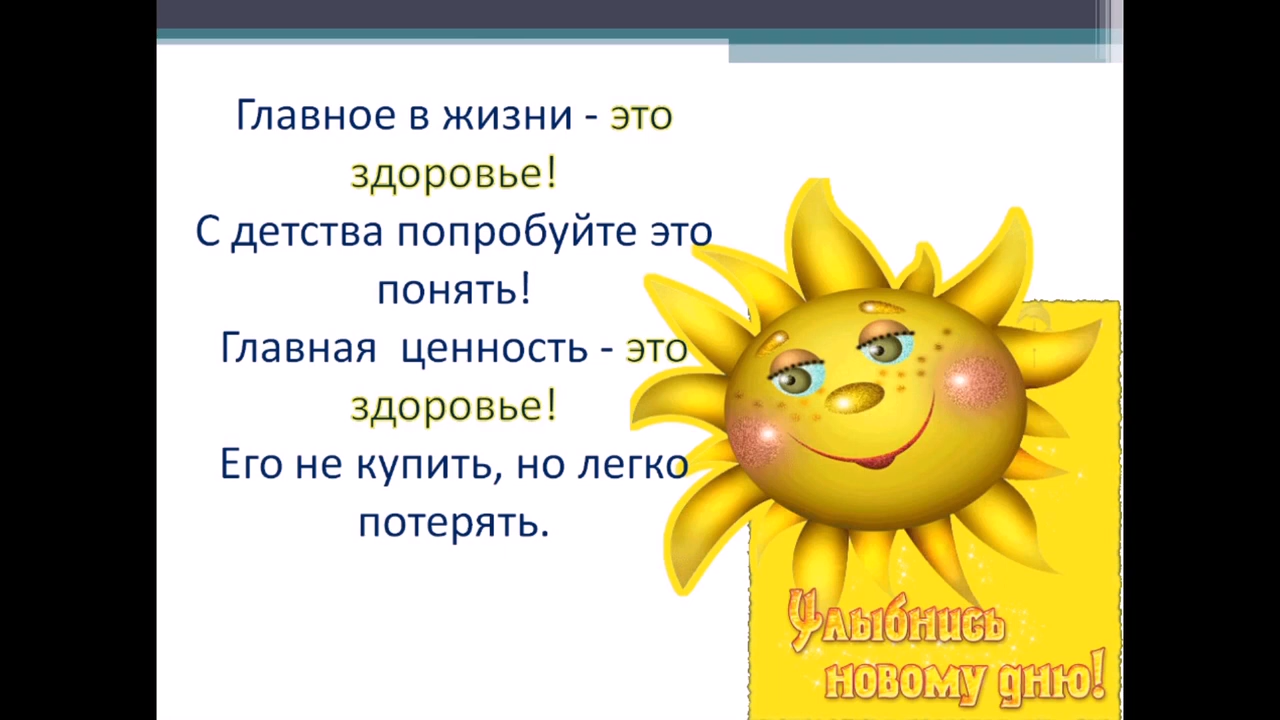 Главное в жизни - это
здоровье!
С детства попробуйте это
понять!
Главная  ценность - это
здоровье!
Его не купить, но легко
потерять.
Улыбнись
новому дню!